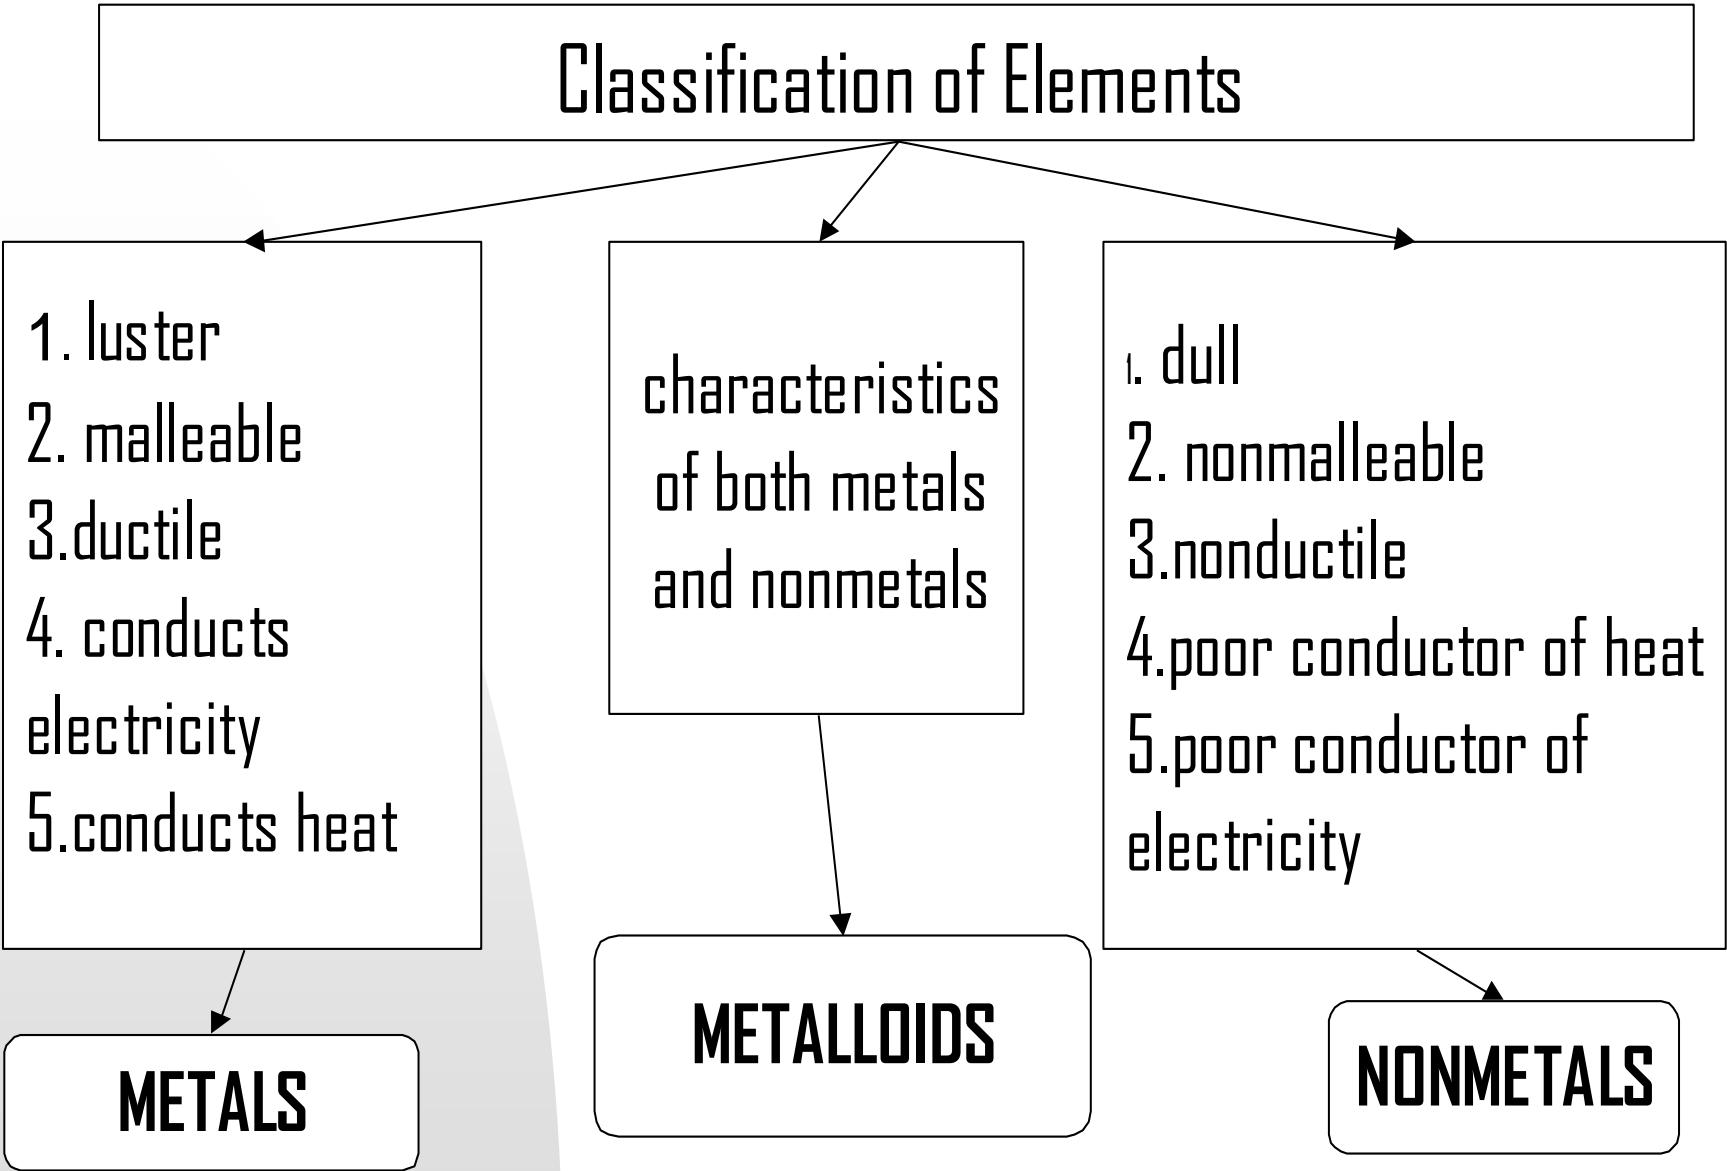 Classification of Elements
1. luster
2. malleable
3.ductile
4. conducts
electricity
5.conducts heat
characteristics
of both metals
and nonmetals
1. dull
2. nonmalleable
3.nonductile
4.poor conductor of heat
5.poor conductor of
electricity
METALS
METALLOIDS
NONMETALS